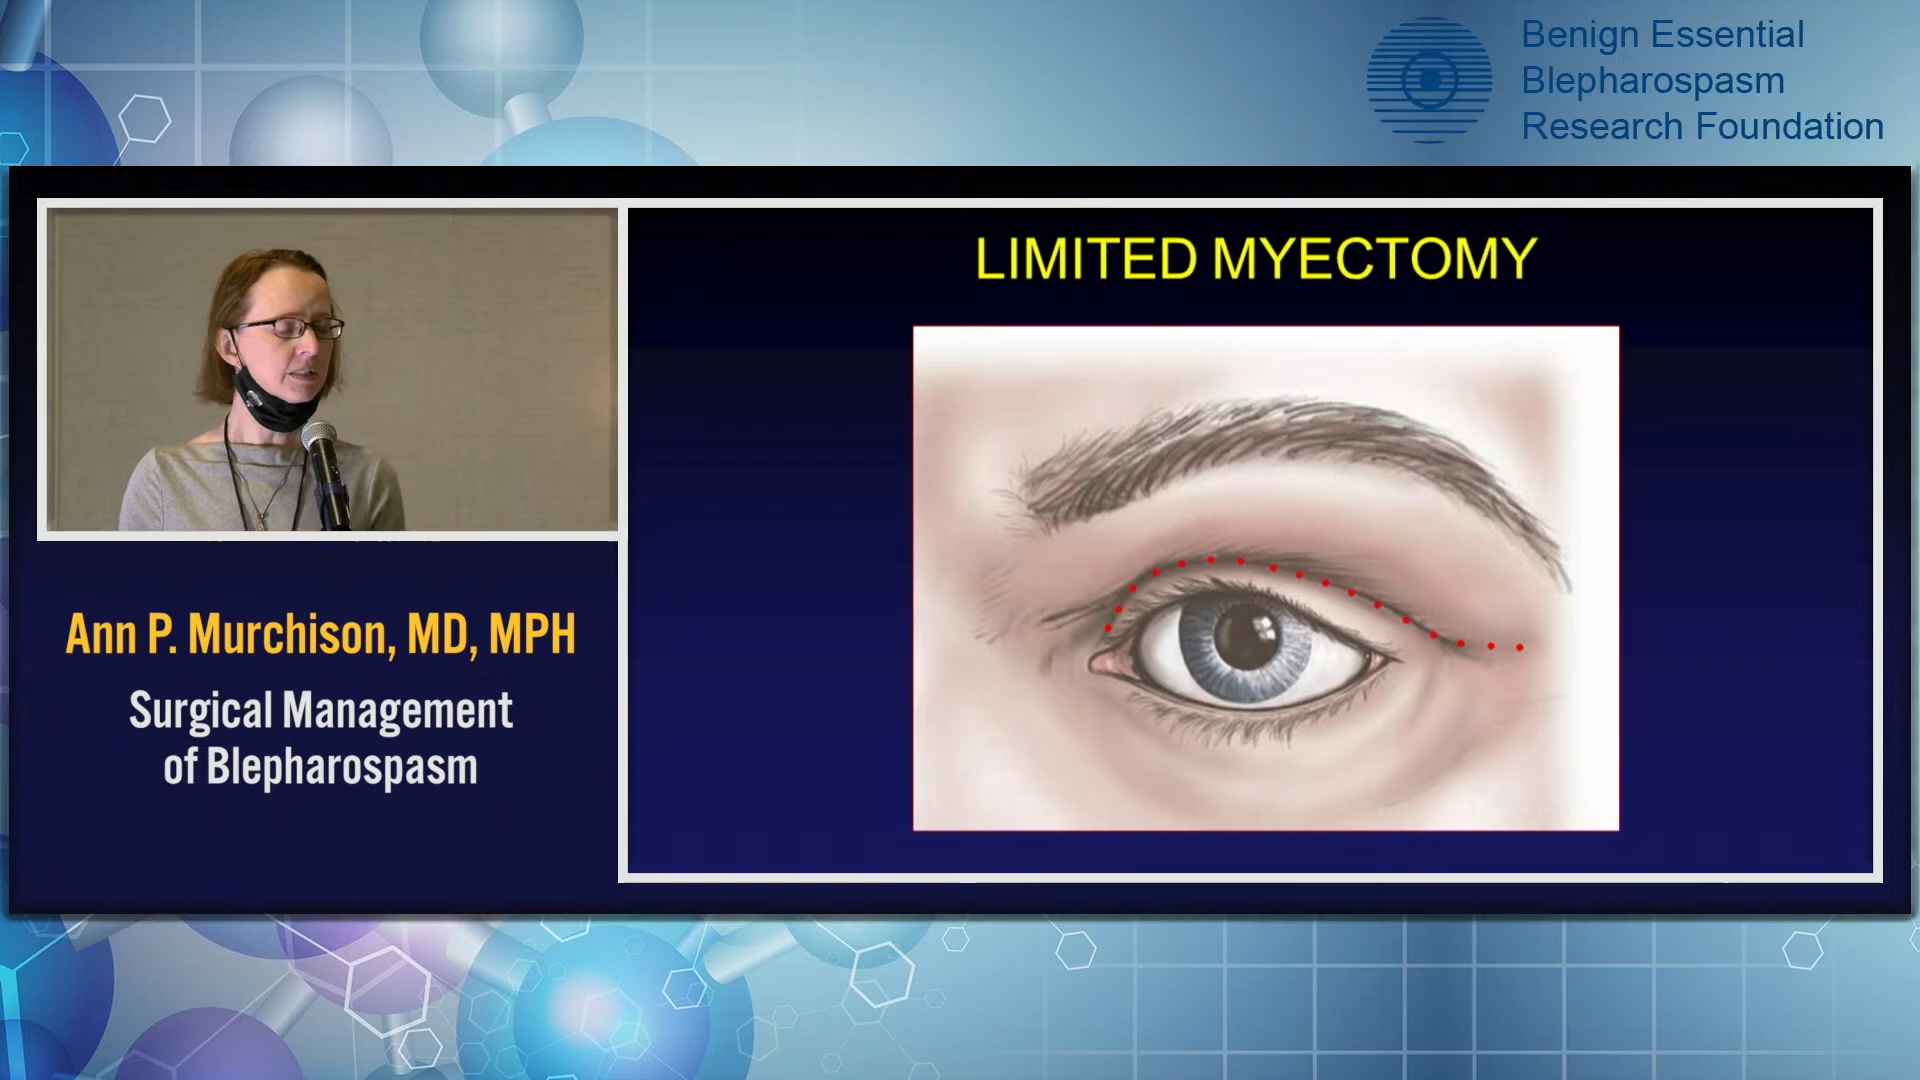 Benign Essential
Blepharospasm
Research Foundation
LIMITED MYECTOMY
Ann P. Murchison, MD, MPH
Surgical Management
of Blepharospasm